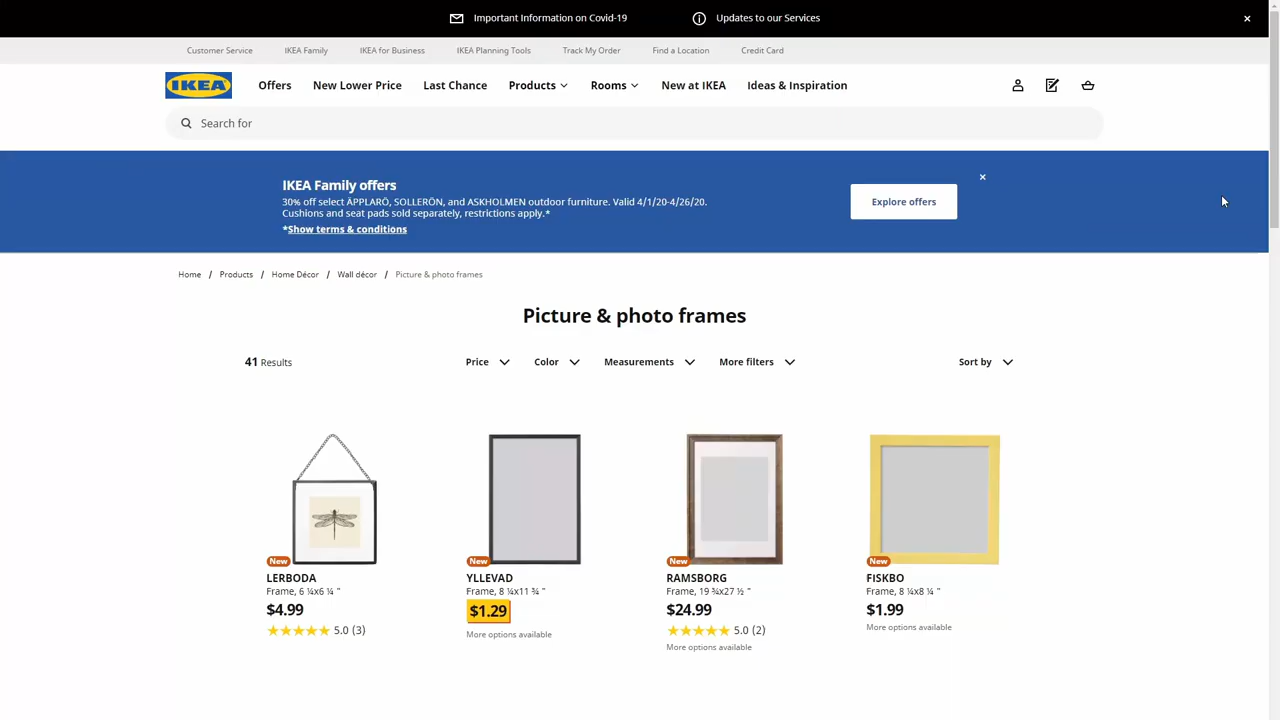 Important Information on Covid-19
Updates to our Services
Customer Service
IKEA Family
IKEA for Business
IKEA Planning Tools
Track My Order
Find a Location
Credit Card
IKEA
Offers
New Lower Price
Last Chance
Products
Rooms
New at IKEA
Ideas & Inspiration
Search for
IKEA Family offers
30% off select ÄPPLARÖ, SOLLERÖN, and ASKHOLMEN outdoor furniture. Valid 4/1/20-4/26/20.
Cushions and seat pads sold separately, restrictions apply.*
*Show terms & conditions
Explore offers
Home / Products / Home Décor / Wall décor / Picture & photo frames
Picture & photo frames
41 Results
Price
Color
Measurements
More filters
Sort by
New
LERBODA
Frame, 6 ¼x6 ¼ "
$4.99
5.0 (3)
New
YLLEVAD
Frame, 8 ¼x11 ¾ "
$1.29
More options available
New
RAMSBORG
Frame, 19 ¾x27 ½ "
$24.99
5.0 (2)
More options available
New
FISKBO
Frame, 8 ¼x8 ¼ "
$1.99
More options available